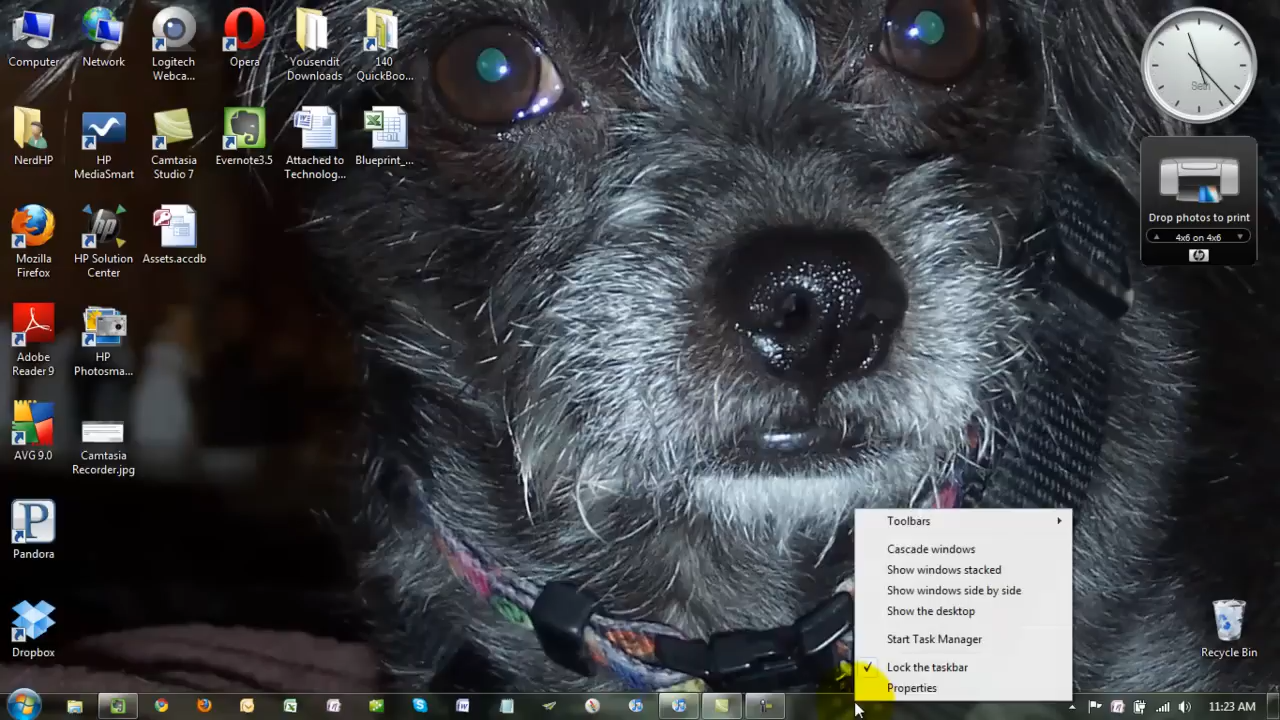 Computer
Network
Logitech
Webca...
Opera
Yousendit
Downloads
140
QuickBoo...
NerdHP
HP
MediaSmart
Camtasia
Studio 7
Evernote3.5
Attached to
Technolog...
Blueprint_...
Mozilla
Firefox
HP Solution
Center
Assets.accdb
Adobe
Reader 9
HP
Photosma...
AVG 9.0
Camtasia
Recorder.jpg
Pandora
Dropbox
Seth
Drop photos to print
4x6 on 4x6
Toolbars
Cascade windows
Show windows stacked
Show windows side by side
Show the desktop
Start Task Manager
Lock the taskbar
Properties
Recycle Bin
11:23 AM